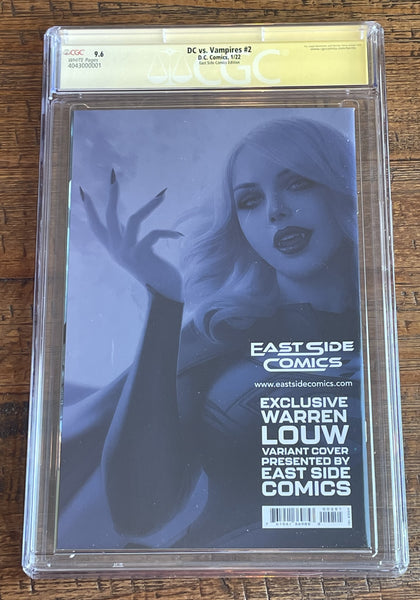 CGC 9.6
WHITE Pages
4043000001
DC vs. Vampires #2
D.C. Comics, 1/22
East Side Comics Edition
CGC
EAST SIDE
COMICS
www.eastsidecomics.com
EXCLUSIVE
WARREN
LOUW
VARIANT COVER
PRESENTED BY
EAST SIDE
COMICS
00261